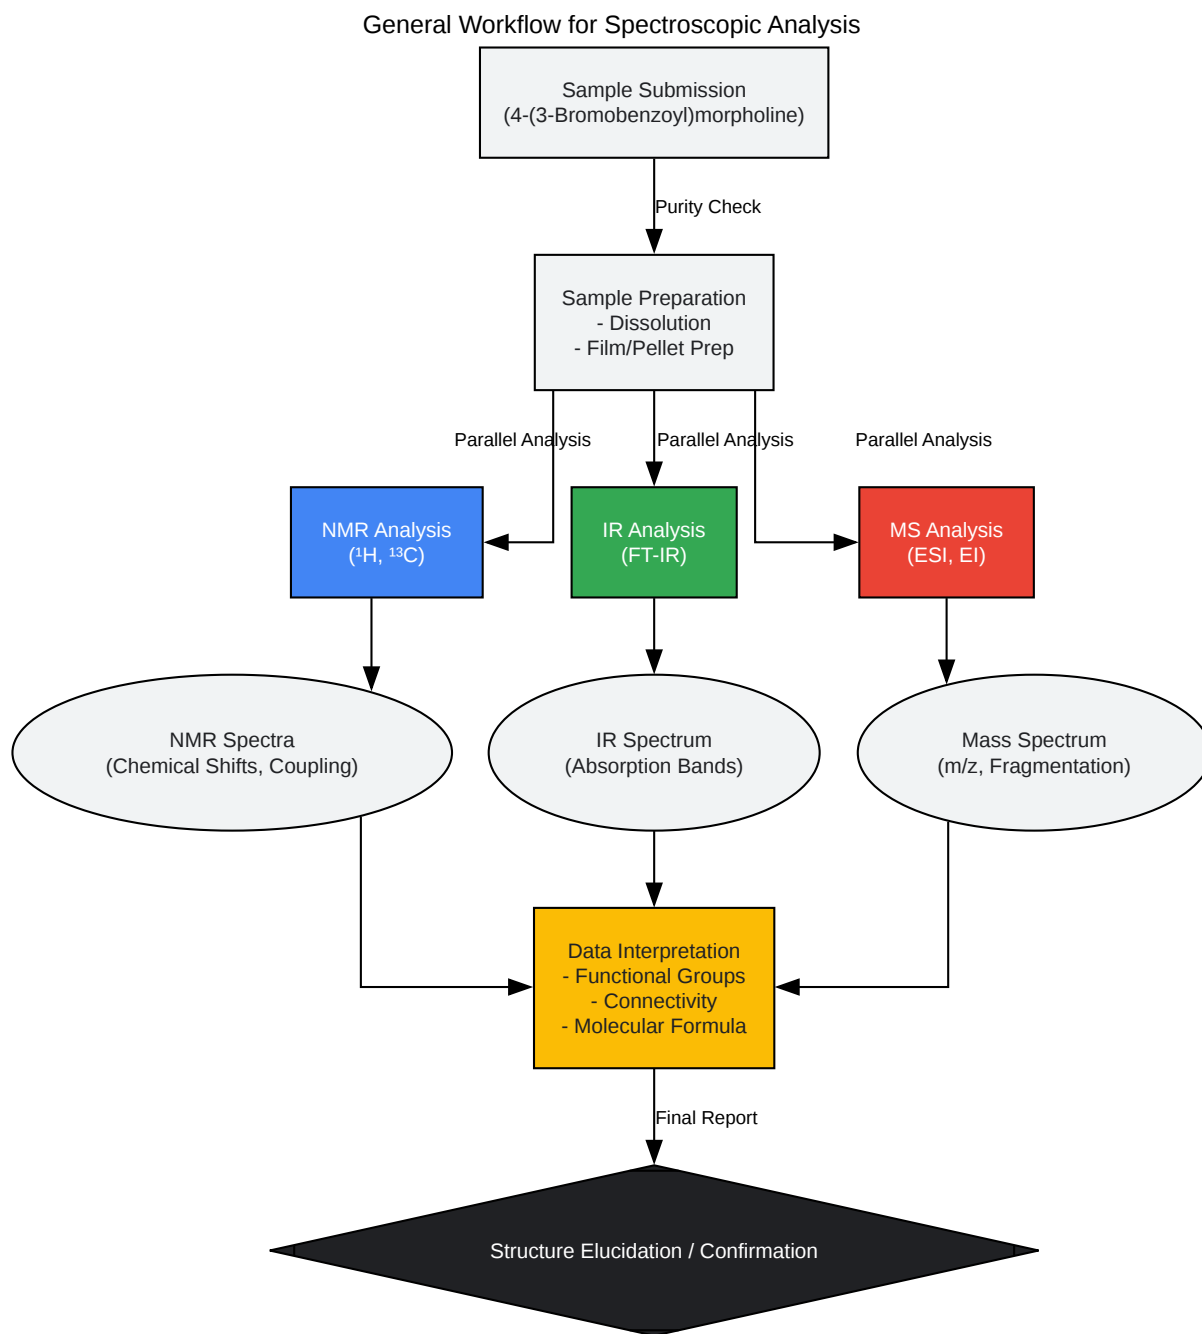 General Workflow for Spectroscopic Analysis
Sample Submission
(4-(3-Bromobenzoyl)morpholine)
Purity Check
Sample Preparation
- Dissolution
- Film/Pellet Prep
Parallel Analysis
Parallel Analysis
Parallel Analysis
NMR Analysis
(¹H, ¹³C)
IR Analysis
(FT-IR)
MS Analysis
(ESI, EI)
NMR Spectra
(Chemical Shifts, Coupling)
IR Spectrum
(Absorption Bands)
Mass Spectrum
(m/z, Fragmentation)
Data Interpretation
- Functional Groups
- Connectivity
- Molecular Formula
Final Report
Structure Elucidation / Confirmation